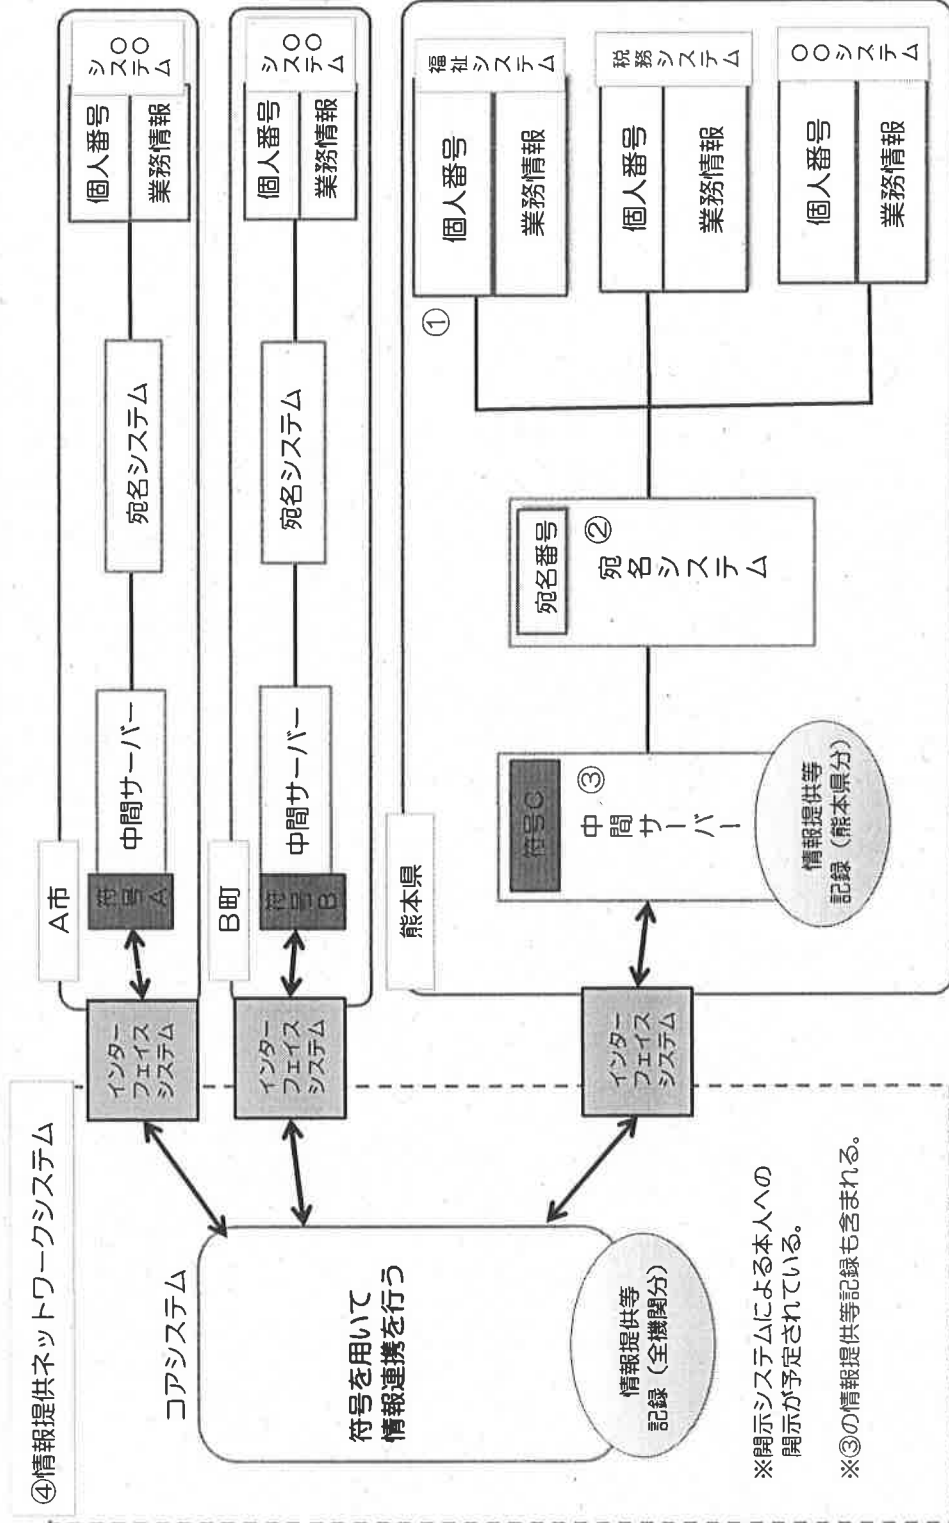 ④情報提供ネットワークシステム
コアシステム
符号を用いて
情報連携を行う
情報提供等
記録（全機関分）
※開示システムによる本人への
開示が予定されている。
※③の情報提供等記録も含まれる。
インター
フェイス
システム
A市
符号
A
中間サーバー
宛名システム
個人番号
業務情報
〇〇
システム
インター
フェイス
システム
B町
符号
B
中間サーバー
宛名システム
個人番号
業務情報
〇〇
システム
インター
フェイス
システム
熊本県
符号C
③
中間サーバー
情報提供等
記録（熊本県分）
宛名番号
②
宛名システム
①
個人番号
業務情報
福祉システム
個人番号
業務情報
税務システム
個人番号
業務情報
〇〇システム